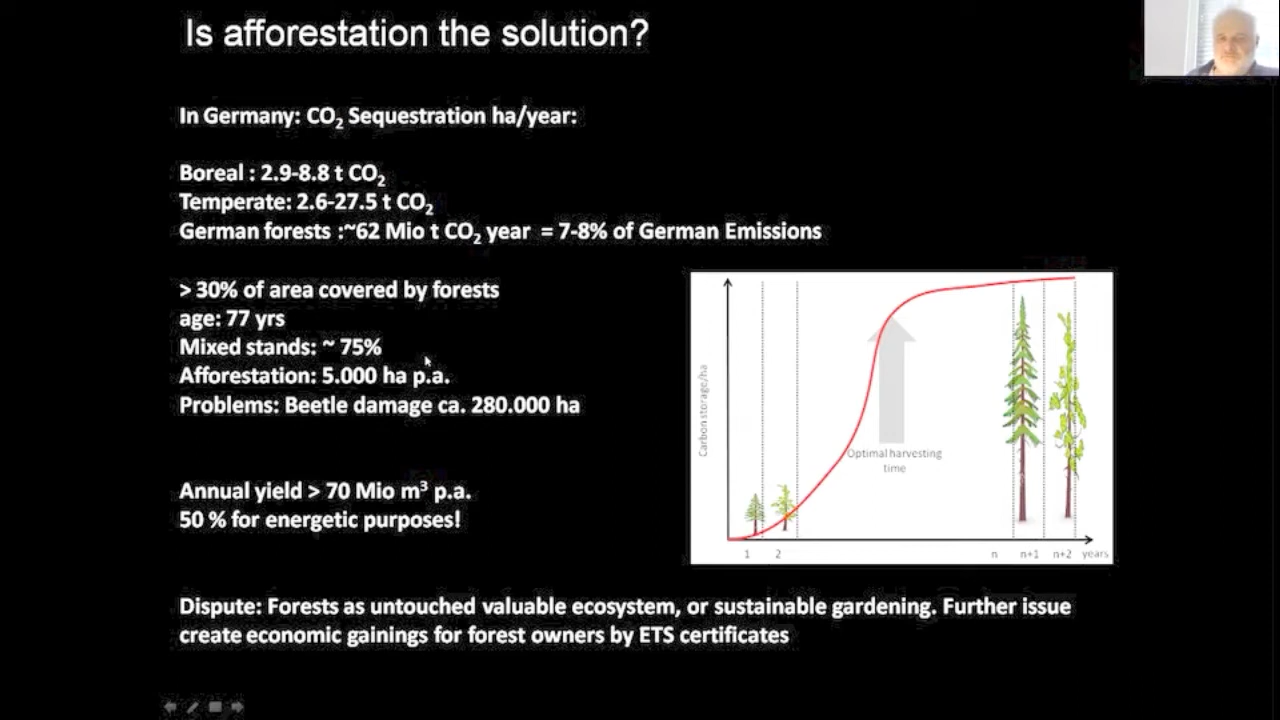 Is afforestation the solution?
In Germany: CO₂ Sequestration ha/year:
Boreal : 2.9-8.8 t CO₂
Temperate: 2.6-27.5 t CO₂
German forests :~62 Mio t CO₂ year = 7-8% of German Emissions
> 30% of area covered by forests
age: 77 yrs
Mixed stands: ~ 75%
Afforestation: 5.000 ha p.a.
Problems: Beetle damage ca. 280.000 ha
Annual yield > 70 Mio m³ p.a.
50 % for energetic purposes!
Carbon storage/ha
Optimal harvesting
time
1 2 n n+1 n+2 years
Dispute: Forests as untouched valuable ecosystem, or sustainable gardening. Further issue
create economic gainings for forest owners by ETS certificates